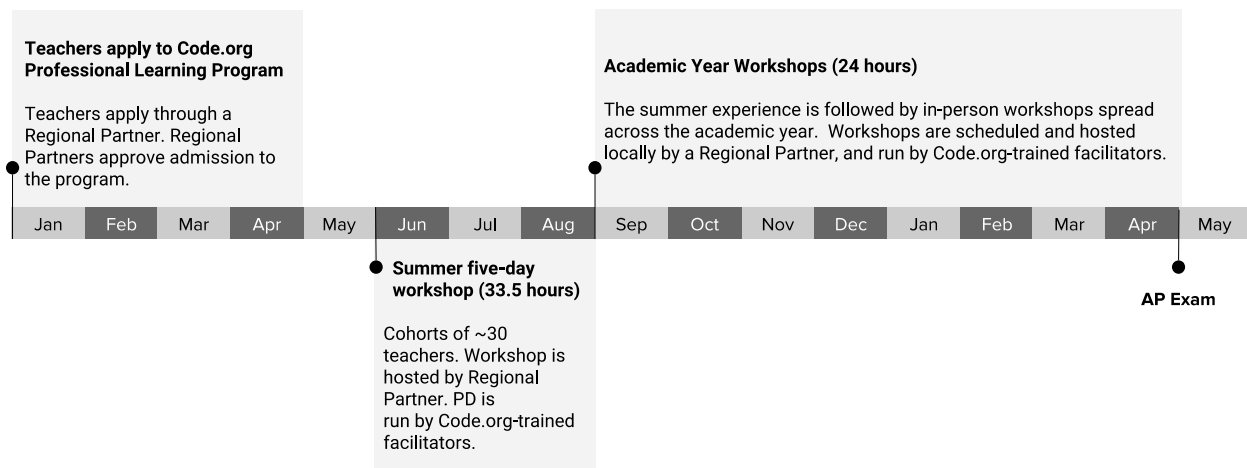 Teachers apply to Code.org
Professional Learning Program
Teachers apply through a
Regional Partner. Regional
Partners approve admission to
the program.
Academic Year Workshops (24 hours)
The summer experience is followed by in-person workshops spread
across the academic year.  Workshops are scheduled and hosted
locally by a Regional Partner, and run by Code.org-trained facilitators.
Jan Feb Mar Apr May Jun Jul Aug Sep Oct Nov Dec Jan Feb Mar Apr May
Summer five-day
workshop (33.5 hours)
Cohorts of ~30
teachers. Workshop is
hosted by Regional
Partner. PD is
run by Code.org-trained
facilitators.
AP Exam